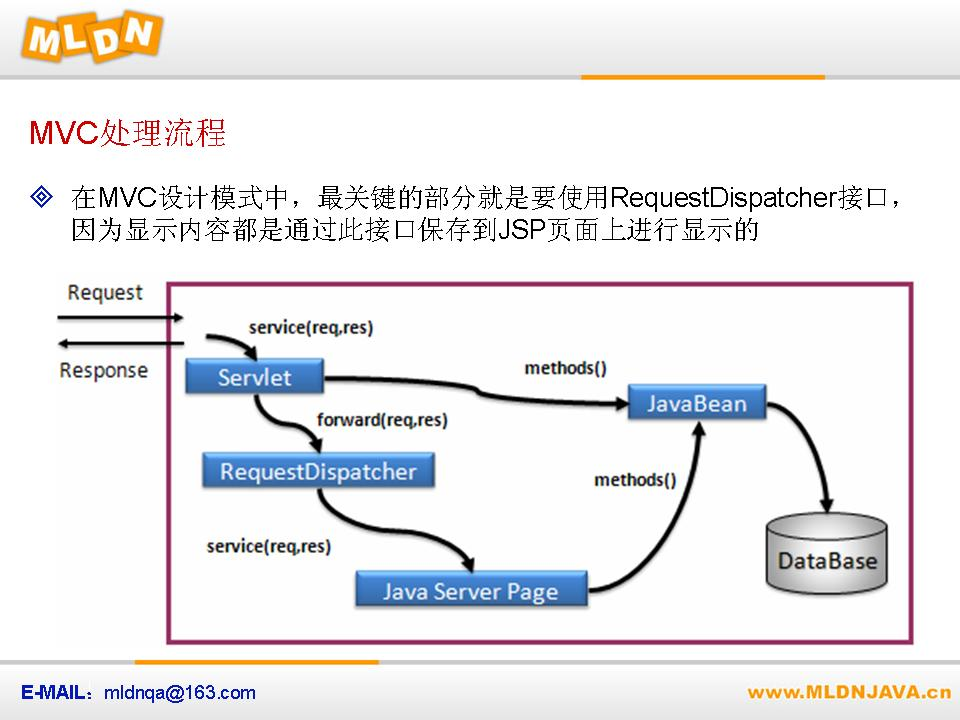 MLDN
MVC处理流程
在MVC设计模式中，最关键的部分就是要使用RequestDispatcher接口，
因为显示内容都是通过此接口保存到JSP页面上进行显示的
Request
service(req,res)
Response
Servlet
methods()
JavaBean
forward(req,res)
RequestDispatcher
methods()
service(req,res)
DataBase
Java Server Page
E-MAIL：mldnqa@163.com
www.MLDNJAVA.cn